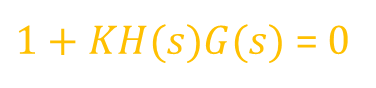 1 + KH(s)G(s) = 0